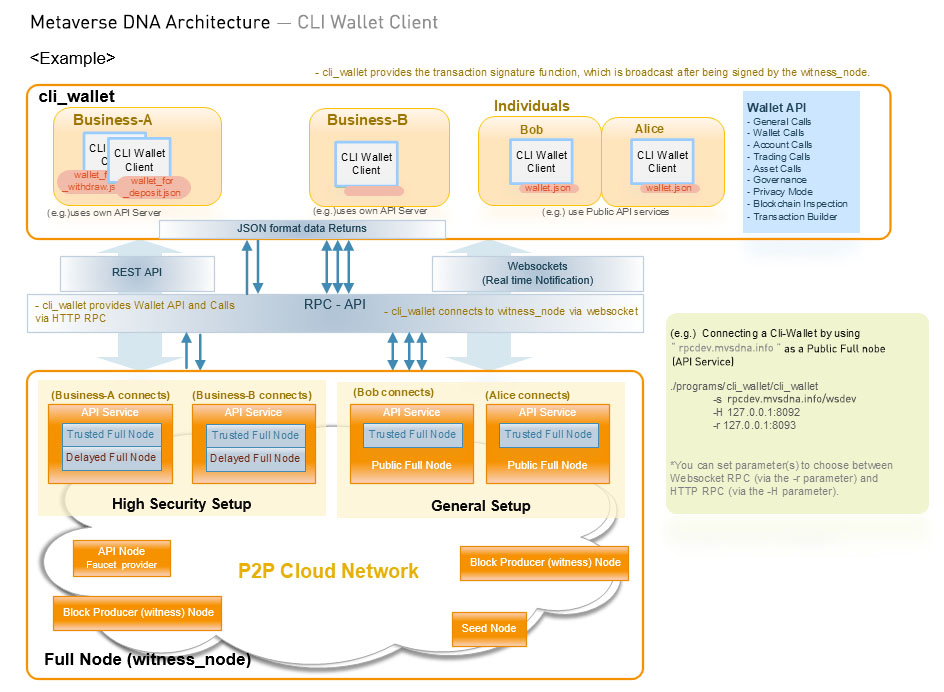 Metaverse DNA Architecture — CLI Wallet Client
<Example>
- cli_wallet provides the transaction signature function, which is broadcast after being signed by the witness_node.
cli_wallet
Business-A
CLI
C
CLI Wallet
Client
wallet_f
_withdraw.js
wallet_for
_deposit.json
(e.g.)uses own API Server
Business-B
CLI Wallet
Client
(e.g.)uses own API Server
Individuals
Bob
CLI Wallet
Client
wallet.json
Alice
CLI Wallet
Client
wallet.json
(e.g.) use Public API services
Wallet API
- General Calls
- Wallet Calls
- Account Calls
- Trading Calls
- Asset Calls
- Governance
- Privacy Mode
- Blockchain Inspection
- Transaction Builder
JSON format data Returns
REST API
Websockets
(Real time Notification)
RPC - API
- cli_wallet provides Wallet API and Calls
via HTTP RPC
- cli_wallet connects to witness_node via websocket
(Business-A connects)
API Service
Trusted Full Node
Delayed Full Node
(Business-B connects)
API Service
Trusted Full Node
Delayed Full Node
High Security Setup
(Bob connects)
API Service
Trusted Full Node
Public Full Node
(Alice connects)
API Service
Trusted Full Node
Public Full Node
General Setup
API Node
Faucet provider
P2P Cloud Network
Block Producer (witness) Node
Block Producer (witness) Node
Seed Node
Full Node (witness_node)
(e.g.) Connecting a Cli-Wallet by using
" rpcdev.mvsdna.info " as a Public Full nobe
(API Service)
./programs/cli_wallet/cli_wallet
-s rpcdev.mvsdna.info/wsdev
-H 127.0.0.1:8092
-r 127.0.0.1:8093
*You can set parameter(s) to choose between
Websocket RPC (via the -r parameter) and
HTTP RPC (via the -H parameter).